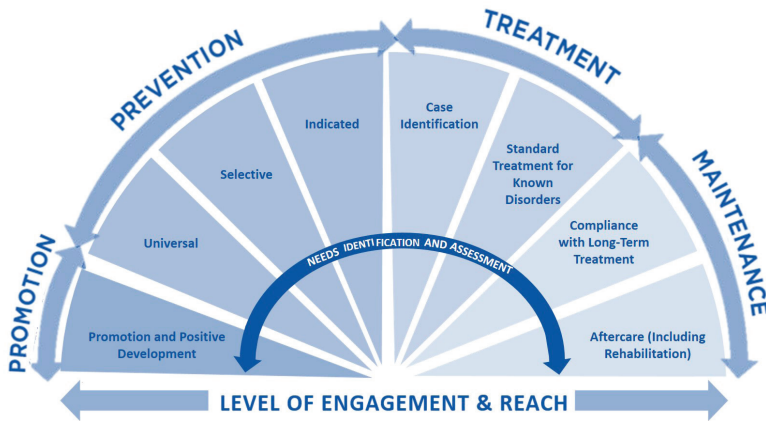 PROMOTION
PREVENTION
TREATMENT
MAINTENANCE
Promotion and Positive
Development
Universal
Selective
Indicated
Case
Identification
Standard
Treatment for
Known
Disorders
Compliance
with Long-Term
Treatment
Aftercare (Including
Rehabilitation)
NEEDS IDENTIFICATION AND ASSESSMENT
LEVEL OF ENGAGEMENT & REACH